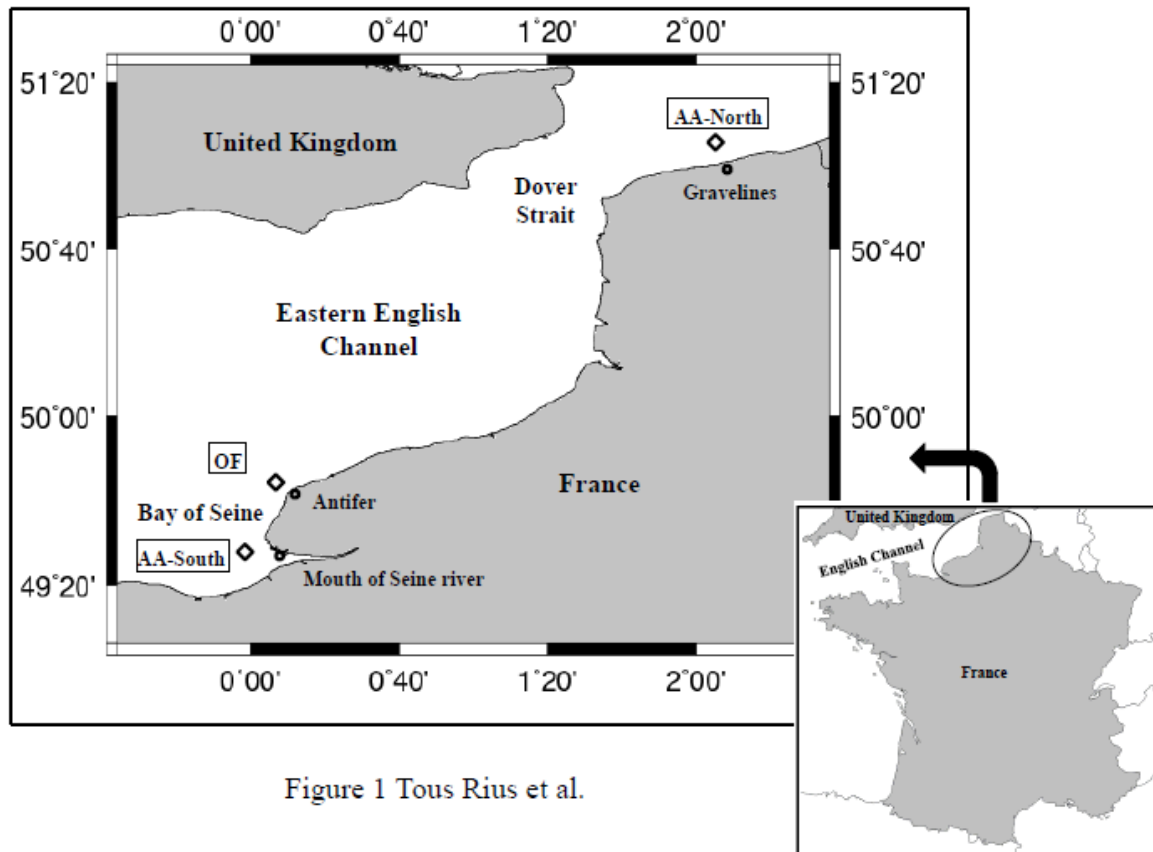 0°00' 0°40' 1°20' 2°00'
51°20' 51°20'
AA-North
United Kingdom
Dover
Strait
Gravelines
50°40' 50°40'
Eastern English
Channel
50°00' 50°00'
OF
France
Antifer
Bay of Seine
AA-South
Mouth of Seine river
49°20'
0°00' 0°40' 1°20' 2°00'
United Kingdom
English Channel
France
Figure 1 Tous Rius et al.